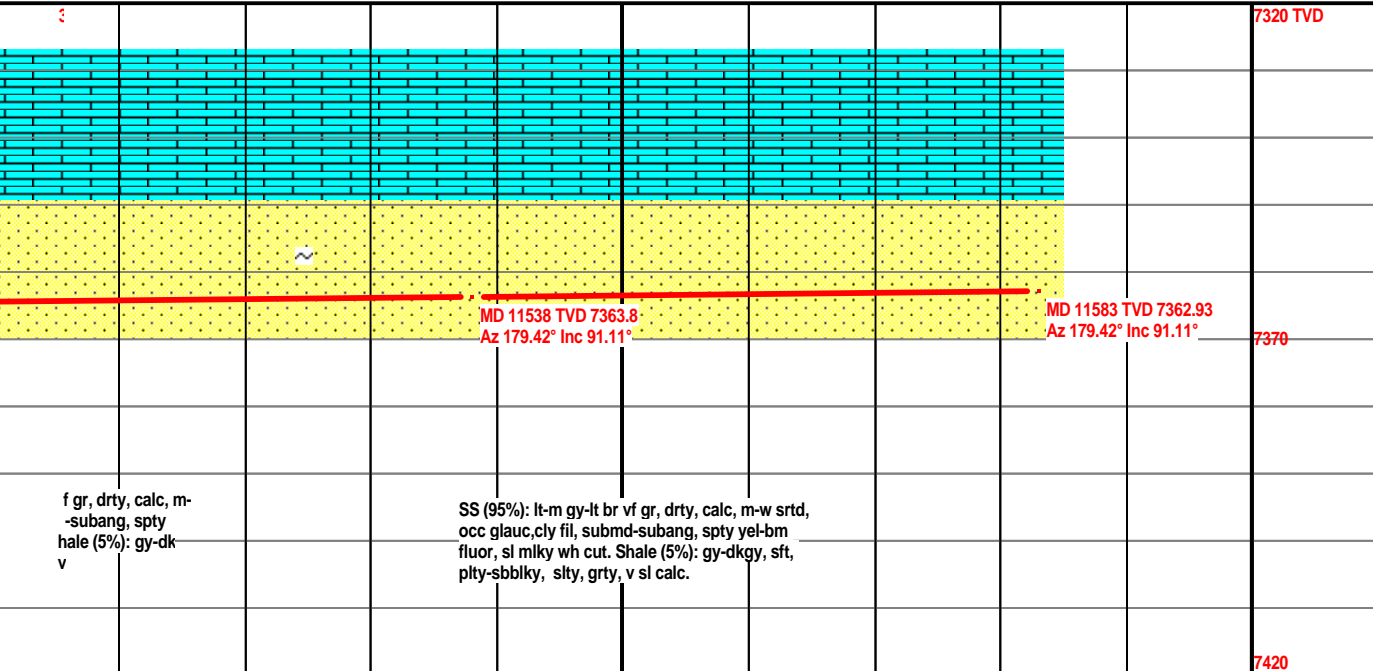 7320 TVD
MD 11538 TVD 7363.8
Az 179.42° Inc 91.11°
MD 11583 TVD 7362.93
Az 179.42° Inc 91.11°
7370
f gr, drty, calc, m-
-subang, spty
hale (5%): gy-dk
v
SS (95%): lt-m gy-lt br vf gr, drty, calc, m-w srtd,
occ glauc,cly fil, submd-subang, spty yel-bm
fluor, sl mlky wh cut. Shale (5%): gy-dkgy, sft,
plty-sbblky, slty, grty, v sl calc.
7420